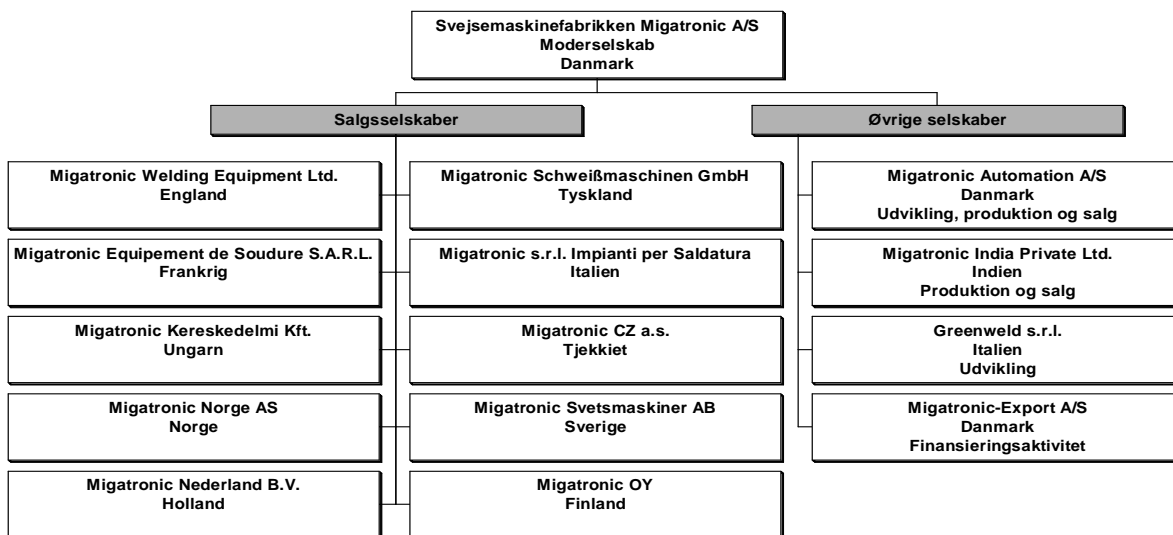 Svejsemaskinefabrikken Migatronic A/S
Moderselskab
Danmark
Salgsselskaber
Øvrige selskaber
Migatronic Welding Equipment Ltd.
England
Migatronic Schweißmaschinen GmbH
Tyskland
Migatronic Automation A/S
Danmark
Udvikling, produktion og salg
Migatronic Equipement de Soudure S.A.R.L.
Frankrig
Migatronic s.r.l. Impianti per Saldatura
Italien
Migatronic India Private Ltd.
Indien
Produktion og salg
Migatronic Kereskedelmi Kft.
Ungarn
Migatronic CZ a.s.
Tjekkiet
Greenweld s.r.l.
Italien
Udvikling
Migatronic Norge AS
Norge
Migatronic Svetsmaskiner AB
Sverige
Migatronic-Export A/S
Danmark
Finansieringsaktivitet
Migatronic Nederland B.V.
Holland
Migatronic OY
Finland